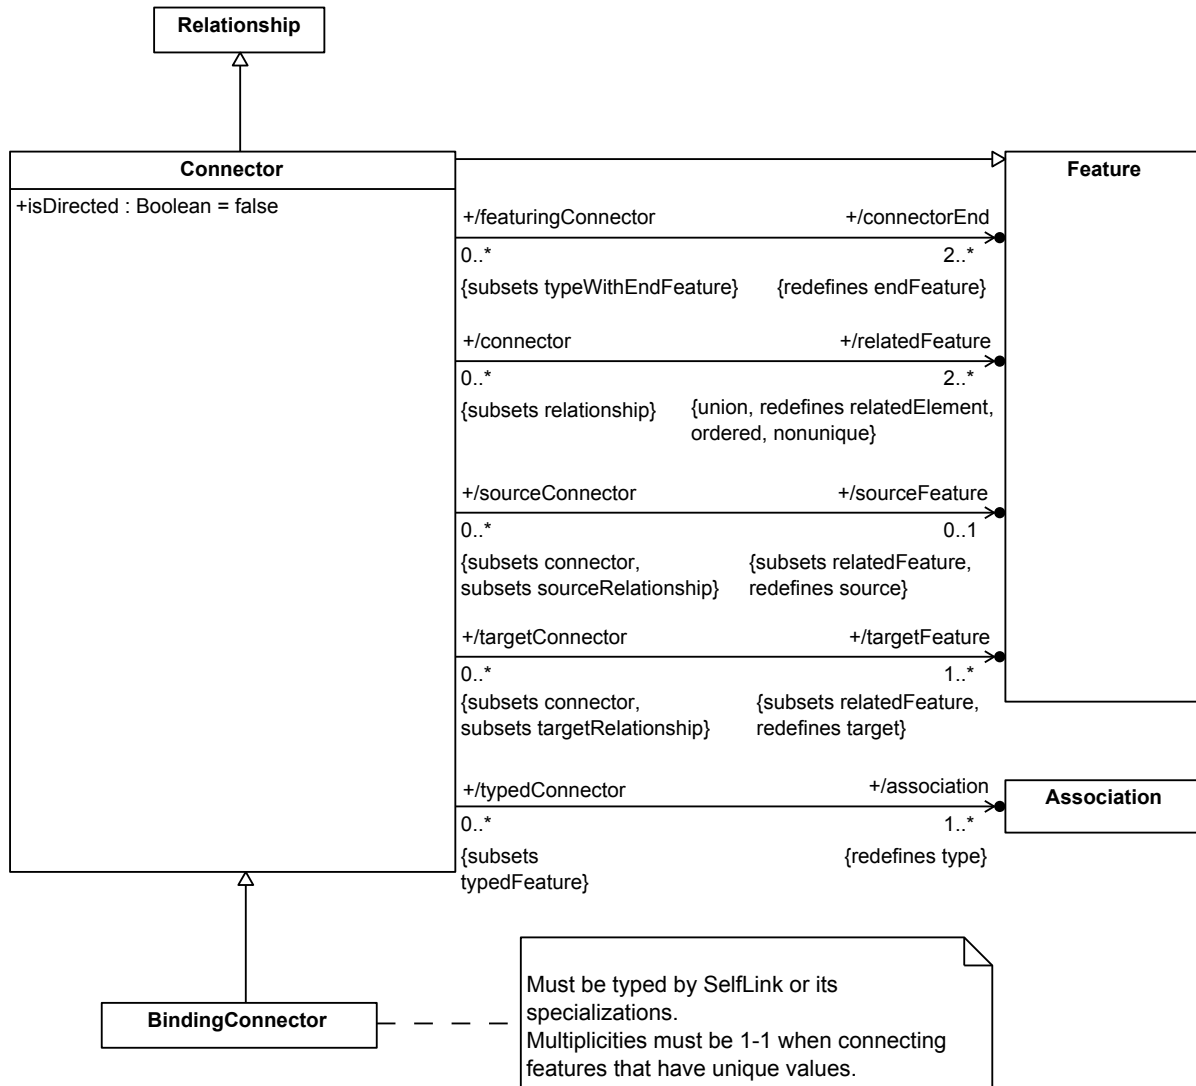 Relationship
Connector
Feature
+isDirected : Boolean = false
+/featuringConnector
+/connectorEnd
0..*
2..*
{subsets typeWithEndFeature}
{redefines endFeature}
+/connector
+/relatedFeature
0..*
2..*
{subsets relationship}
{union, redefines relatedElement,
ordered, nonunique}
+/sourceConnector
+/sourceFeature
0..*
0..1
{subsets connector,
subsets sourceRelationship}
{subsets relatedFeature,
redefines source}
+/targetConnector
+/targetFeature
0..*
1..*
{subsets connector,
subsets targetRelationship}
{subsets relatedFeature,
redefines target}
+/typedConnector
+/association
Association
0..*
1..*
{subsets
typedFeature}
{redefines type}
BindingConnector
Must be typed by SelfLink or its
specializations.
Multiplicities must be 1-1 when connecting
features that have unique values.